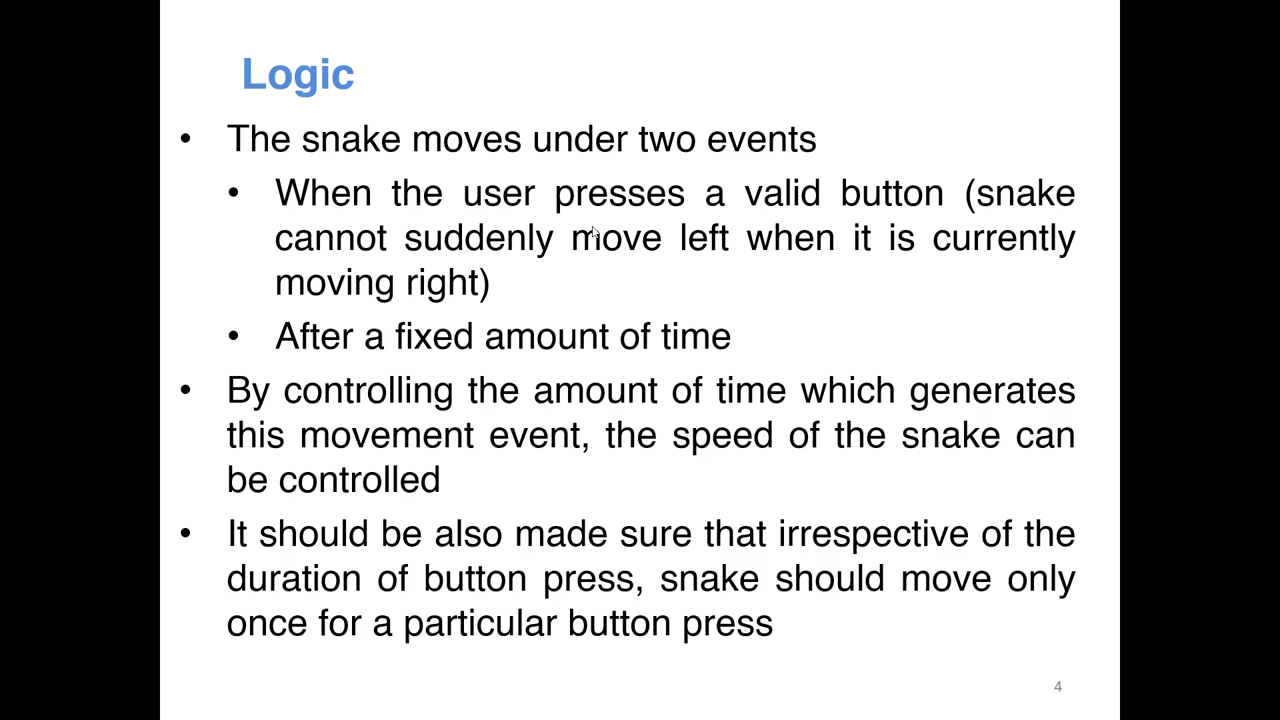 Logic
• The snake moves under two events
• When the user presses a valid button (snake
cannot suddenly move left when it is currently
moving right)
• After a fixed amount of time
• By controlling the amount of time which generates
this movement event, the speed of the snake can
be controlled
• It should be also made sure that irrespective of the
duration of button press, snake should move only
once for a particular button press
4